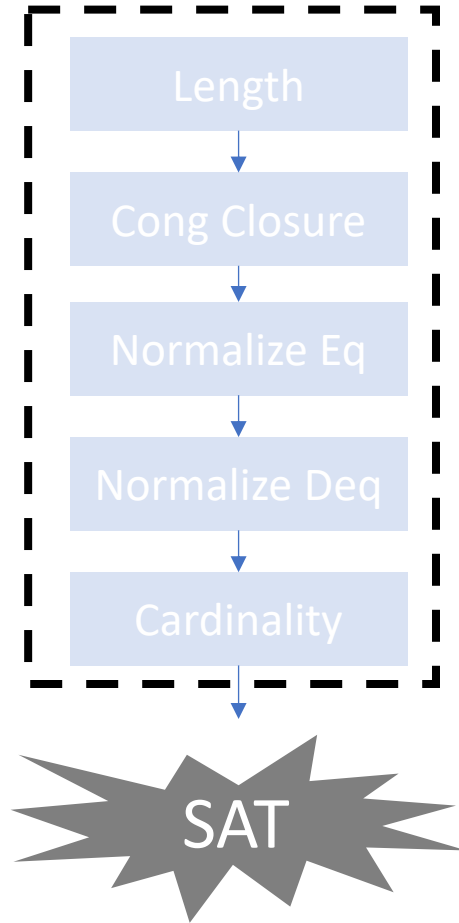 Length
Cong Closure
Normalize Eq
Normalize Deq
Cardinality
SAT